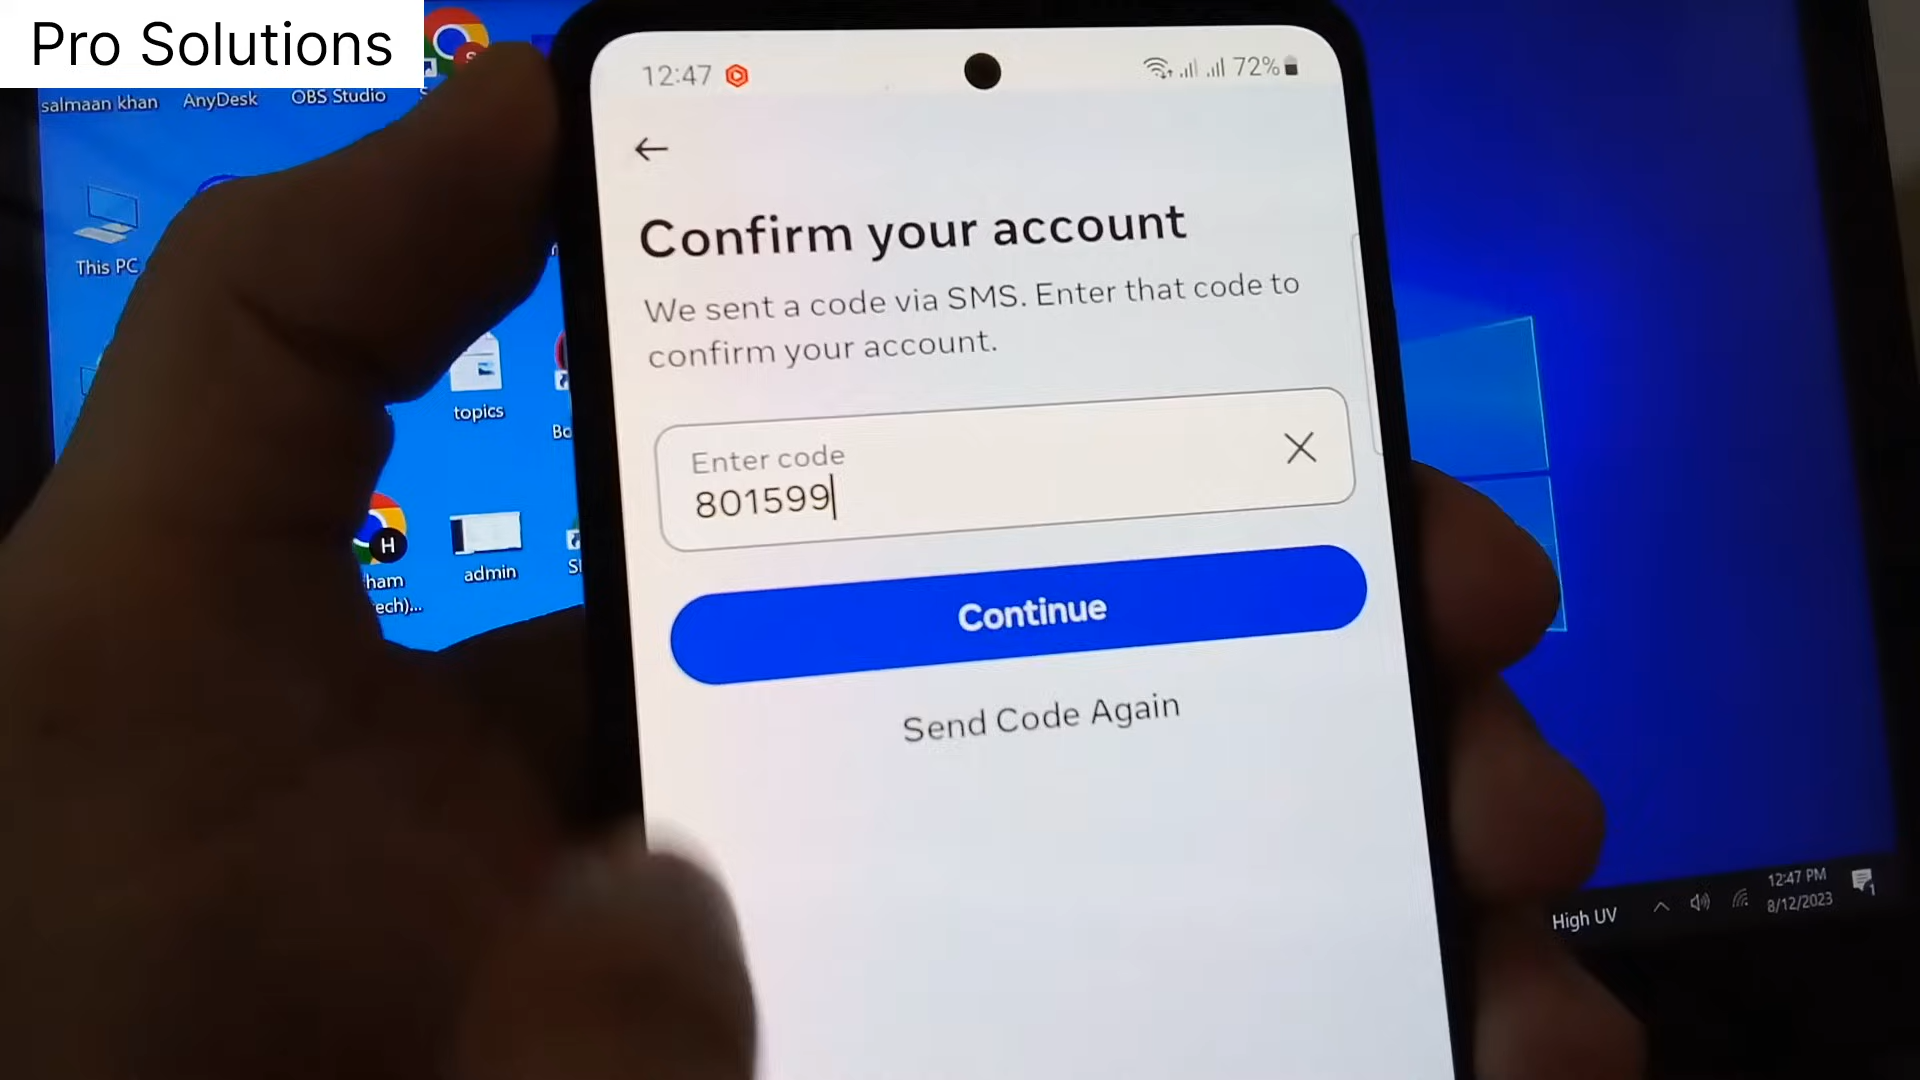 Pro Solutions
salmaan khan
AnyDesk
OBS Studio
This PC
topics
H
ham
ech)...
admin
12:47
72%
Confirm your account
We sent a code via SMS. Enter that code to
confirm your account.
Enter code
801599
Continue
Send Code Again
High UV
12:47 PM
8/12/2023
1